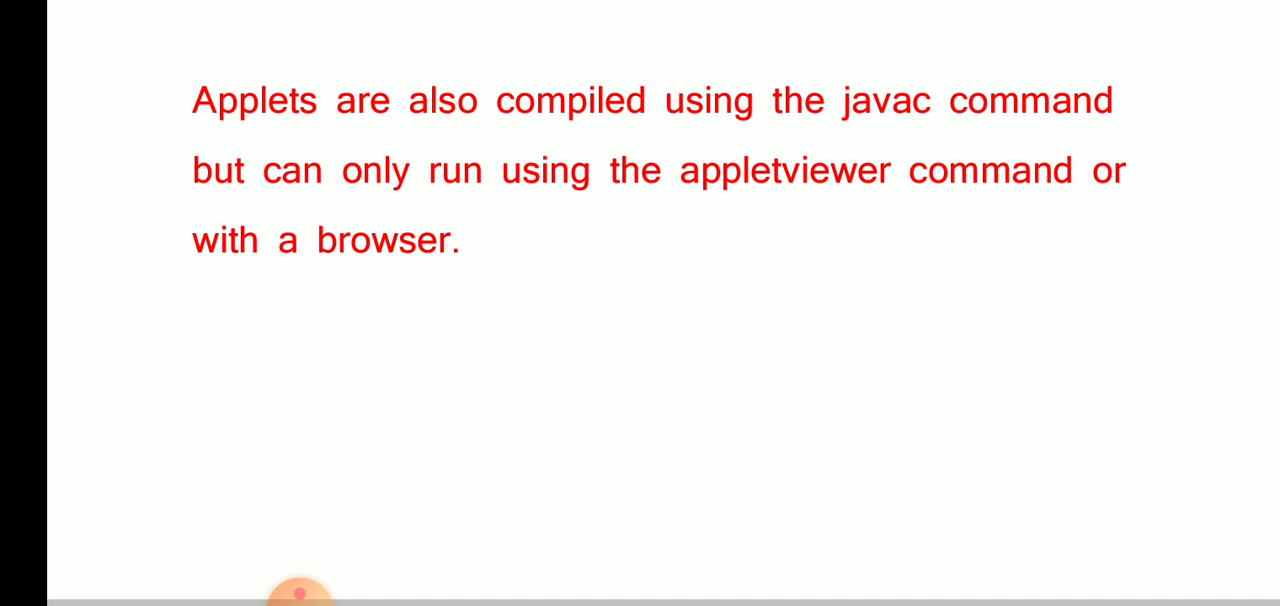 Applets are also compiled using the javac command
but can only run using the appletviewer command or
with a browser.